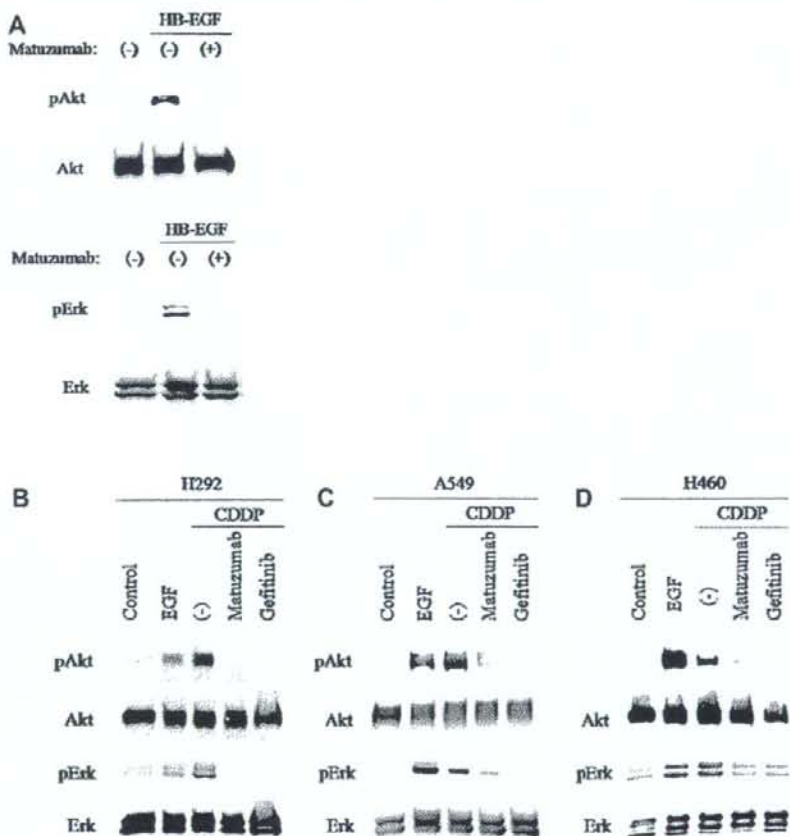 A
HB-EGF
Matuzumab: (-) (-) (+)
pAkt
Akt
HB-EGF
Matuzumab: (-) (-) (+)
pErk
Erk
B
H292
CDDP
Control EGF (-) Matuzumab Gefitinib
pAkt
Akt
pErk
Erk
C
A549
CDDP
Control EGF (-) Matuzumab Gefitinib
pAkt
Akt
pErk
Erk
D
H460
CDDP
Control EGF (-) Matuzumab Gefitinib
pAkt
Akt
pErk
Erk